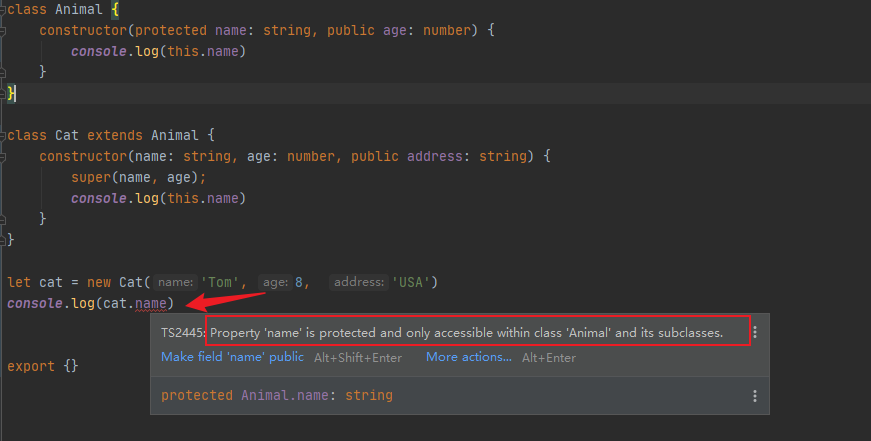 class Animal {
    constructor(protected name: string, public age: number) {
        console.log(this.name)
    }
}
class Cat extends Animal {
    constructor(name: string, age: number, public address: string) {
        super(name, age);
        console.log(this.name)
    }
}
let cat = new Cat( name: 'Tom', age: 8, address: 'USA')
console.log(cat.name)
TS2445: Property 'name' is protected and only accessible within class 'Animal' and its subclasses.
Make field 'name' public Alt+Shift+Enter More actions... Alt+Enter
export {}
protected Animal.name: string